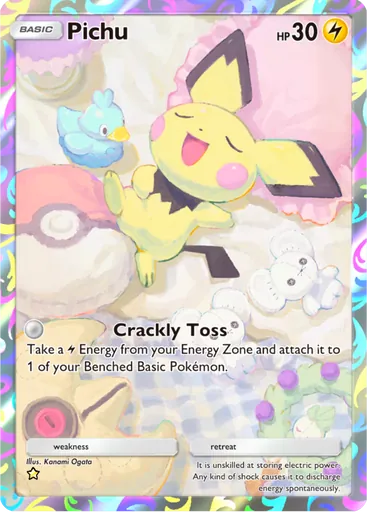 BASIC Pichu HP 30
Crackly Toss
Take a Energy from your Energy Zone and attach it to
1 of your Benched Basic Pokémon.
weakness retreat
Illus. Konomi Ogata
It is unskilled at storing electric power.
Any kind of shock causes it to discharge
energy spontaneously.